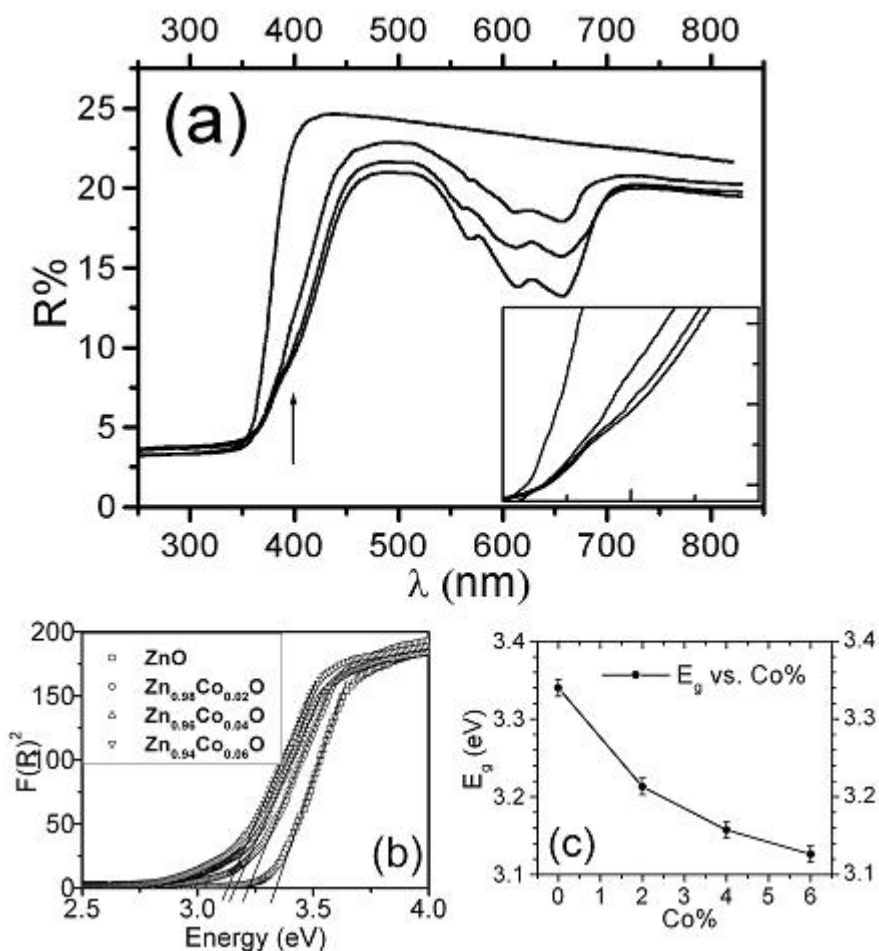 300 400 500 600 700 800
(a)
25
20
15
10
5
0
R%
300 400 500 600 700 800
λ (nm)
200
150
100
50
0
F(R)²
ZnO
Zn₀.₉₈Co₀.₀₂O
Zn₀.₉₆Co₀.₀₄O
Zn₀.₉₄Co₀.₀₆O
(b)
2.5 3.0 3.5 4.0
Energy (eV)
3.4
3.3
3.2
3.1
E_g (eV)
E_g vs. Co%
(c)
3.4
3.3
3.2
3.1
0 1 2 3 4 5 6
Co%